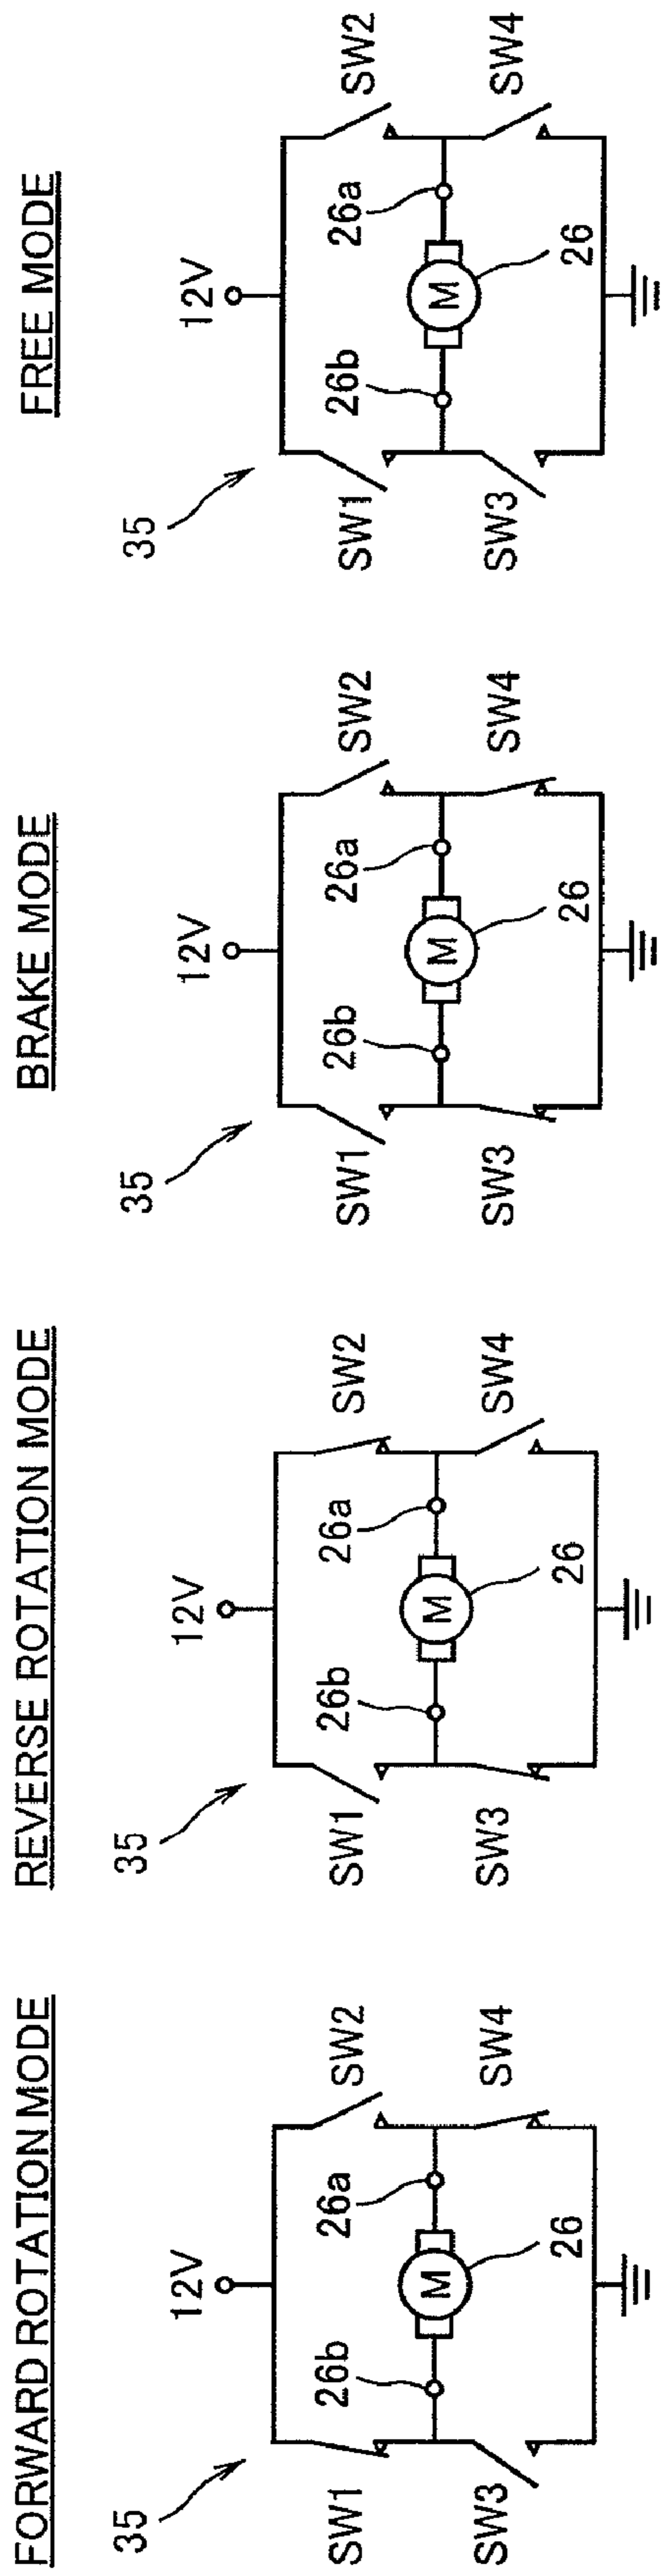 FORWARD ROTATION MODE
35
12V
SW1
SW2
26b
26a
M
26
SW3
SW4
REVERSE ROTATION MODE
35
12V
SW1
SW2
26b
26a
M
26
SW3
SW4
BRAKE MODE
35
12V
SW1
SW2
26b
26a
M
26
SW3
SW4
FREE MODE
35
12V
SW1
SW2
26b
26a
M
26
SW3
SW4